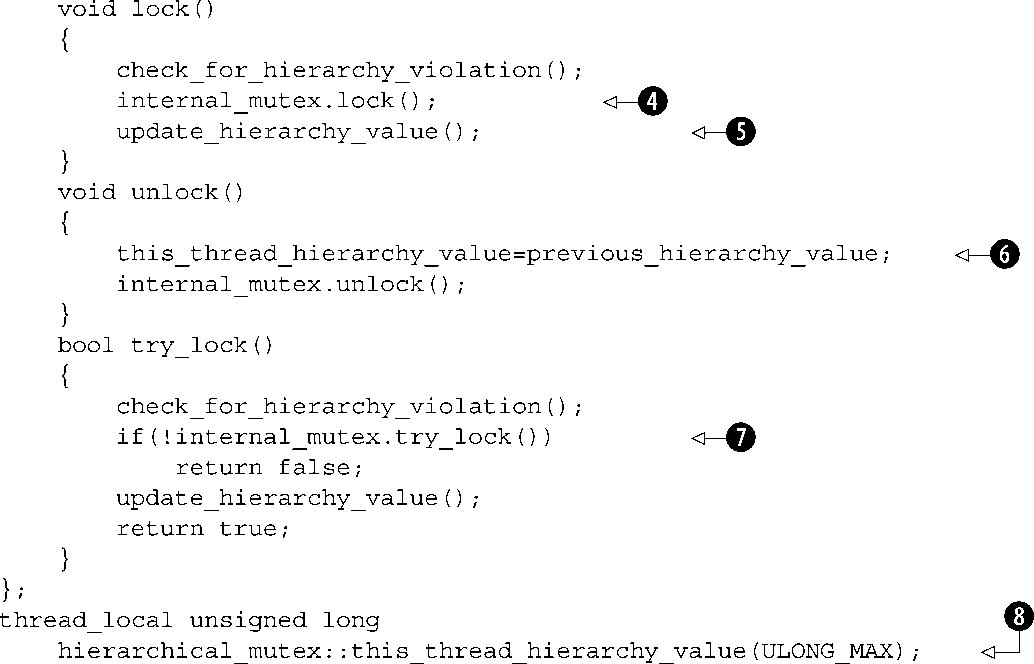 void lock()
{
check_for_hierarchy_violation();
internal_mutex.lock(); 4
update_hierarchy_value(); 5
}
void unlock()
{
this_thread_hierarchy_value=previous_hierarchy_value; 6
internal_mutex.unlock();
}
bool try_lock()
{
check_for_hierarchy_violation();
if(!internal_mutex.try_lock()) 7
return false;
update_hierarchy_value();
return true;
}
};
thread_local unsigned long 8
hierarchical_mutex::this_thread_hierarchy_value(ULONG_MAX);